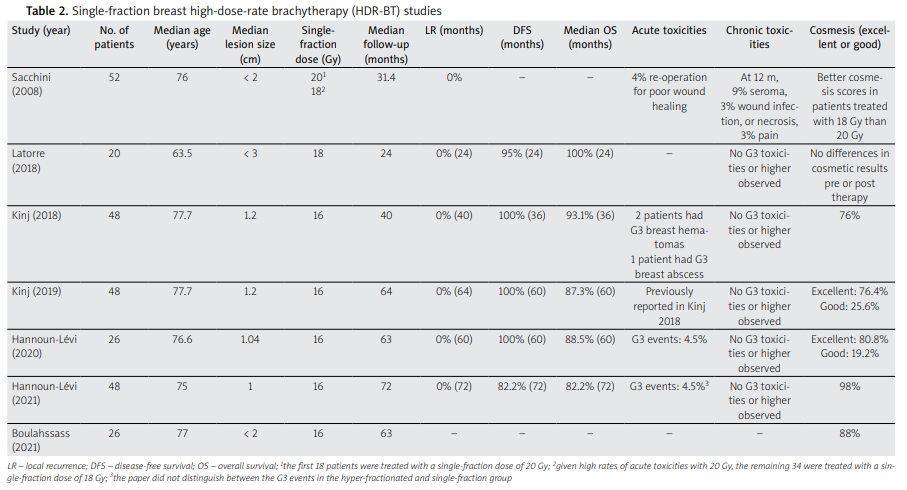 Table 2. Single-fraction breast high-dose-rate brachytherapy (HDR-BT) studies
Study (year) No. of patients Median age (years) Median lesion size (cm) Single-fraction dose (Gy) Median follow-up (months) LR (months) DFS (months) Median OS (months) Acute toxicities Chronic toxic-ities Cosmesis (excel-lent or good)
Sacchini (2008) 52 76 < 2 20¹ 18² 31.4 0% – – 4% re-operation for poor wound healing At 12 m, 9% seroma, 3% wound infec-tion, or necrosis, 3% pain Better cosme-sis scores in patients treated with 18 Gy than 20 Gy
Latorre (2018) 20 63.5 < 3 18 24 0% (24) 95% (24) 100% (24) – No G3 toxici-ties or higher observed No differences in cosmetic results pre or post therapy
Kinj (2018) 48 77.7 1.2 16 40 0% (40) 100% (36) 93.1% (36) 2 patients had G3 breast hema-tomas 1 patient had G3 breast abscess No G3 toxici-ties or higher observed 76%
Kinj (2019) 48 77.7 1.2 16 64 0% (64) 100% (60) 87.3% (60) Previously reported in Kinj 2018 No G3 toxici-ties or higher observed Excellent: 76.4% Good: 25.6%
Hannoun-Lévi (2020) 26 76.6 1.04 16 63 0% (60) 100% (60) 88.5% (60) G3 events: 4.5% No G3 toxici-ties or higher observed Excellent: 80.8% Good: 19.2%
Hannoun-Lévi (2021) 48 75 1 16 72 0% (72) 82.2% (72) 82.2% (72) G3 events: 4.5%³ No G3 toxici-ties or higher observed 98%
Boulahssass (2021) 26 77 < 2 16 63 – – – – – 88%
LR – local recurrence; DFS – disease-free survival; OS – overall survival; ¹the first 18 patients were treated with a single-fraction dose of 20 Gy; ²given high rates of acute toxicities with 20 Gy, the remaining 34 were treated with a sin-
gle-fraction dose of 18 Gy; ³the paper did not distinguish between the G3 events in the hyper-fractionated and single-fraction group